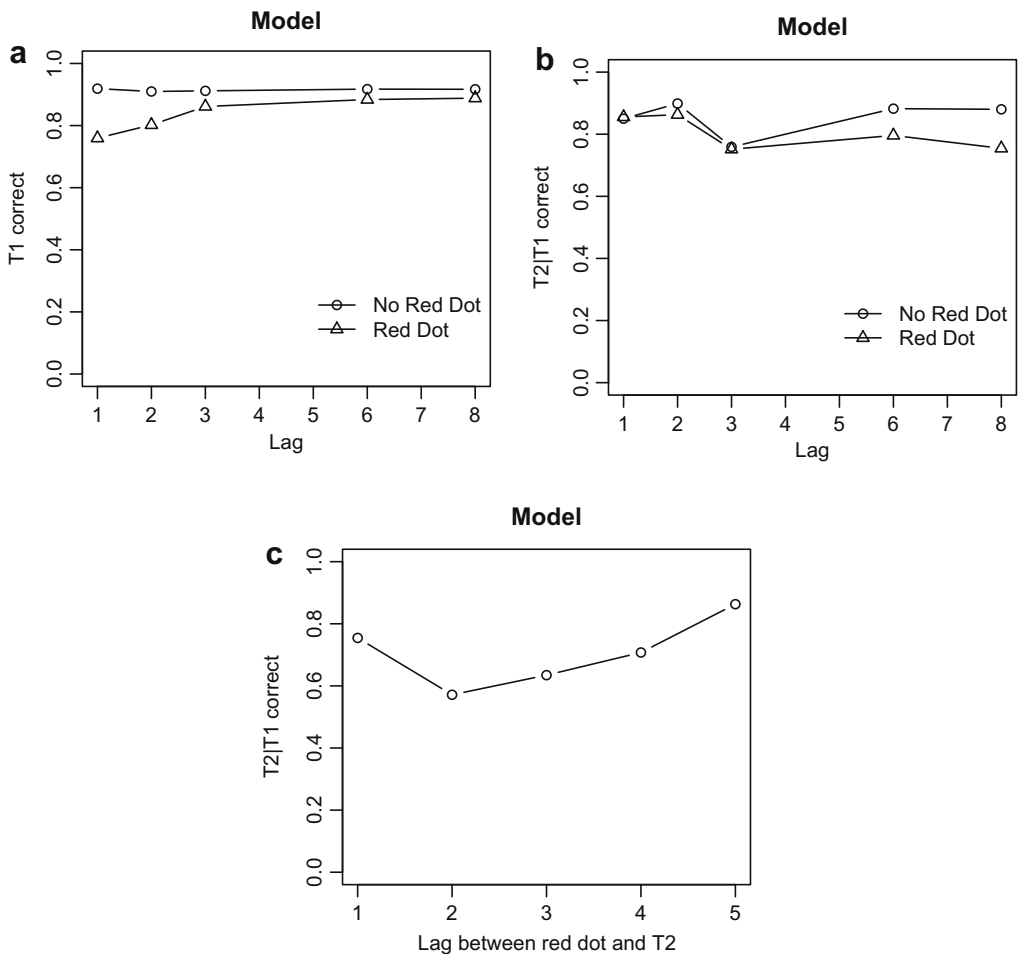 Model
a
T1 correct
1.0
0.8
0.6
0.4
0.2
0.0
No Red Dot
Red Dot
1 2 3 4 5 6 7 8
Lag
Model
b
T2|T1 correct
1.0
0.8
0.6
0.4
0.2
0.0
No Red Dot
Red Dot
1 2 3 4 5 6 7 8
Lag
Model
c
T2|T1 correct
1.0
0.8
0.6
0.4
0.2
0.0
1 2 3 4 5
Lag between red dot and T2